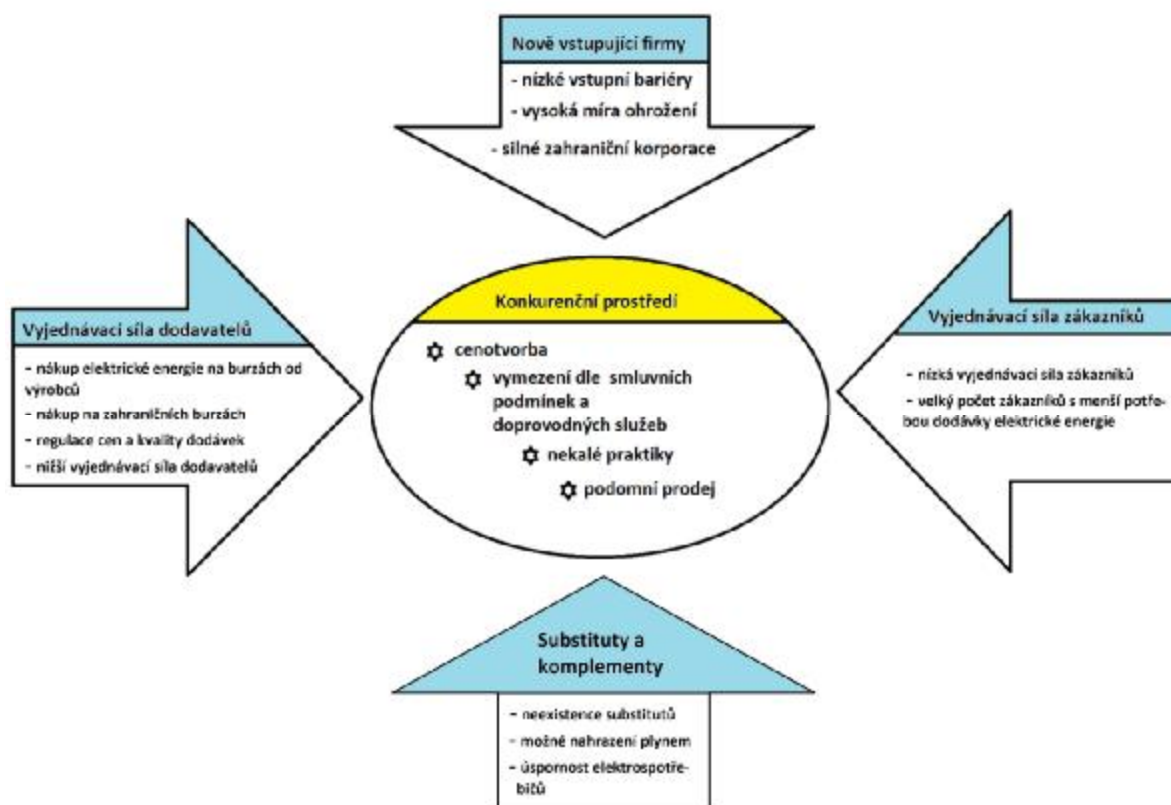 Nově vstupující firmy
- nízké vstupní bariéry
- vysoká míra ohrožení
- silné zahraniční korporace
Vyjednávací síla dodavatelů
- nákup elektrické energie na burzách od
výrobců
- nákup na zahraničních burzách
- regulace cen a kvality dodávek
- nižší vyjednávací síla dodavatelů
Konkurenční prostředí
✡ cenotvorba
✡ vymezení dle smluvních
podmínek a
doprovodných služeb
✡ nekalé praktiky
✡ podomní prodej
Vyjednávací síla zákazníků
- nízká vyjednávací síla zákazníků
- velký počet zákazníků s menší potře-
bou dodávky elektrické energie
Substituty a
komplementy
- neexistence substitutů
- možné nahrazení plynem
- úspornost elektrospotře-
bičů